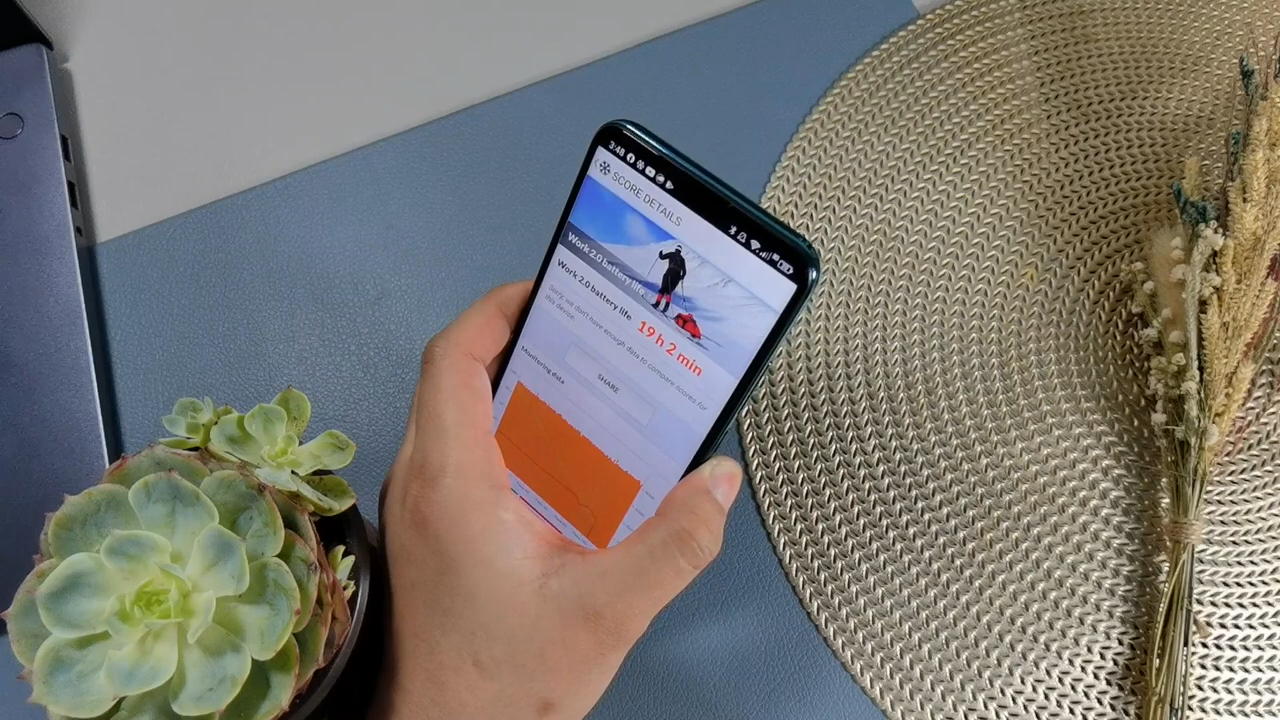 3:48
SCORE DETAILS
Work 2.0 battery life
Work 2.0 battery life
19 h 2 min
Sorry, we don't have enough data to compare scores for
this device.
SHARE
Monitoring data